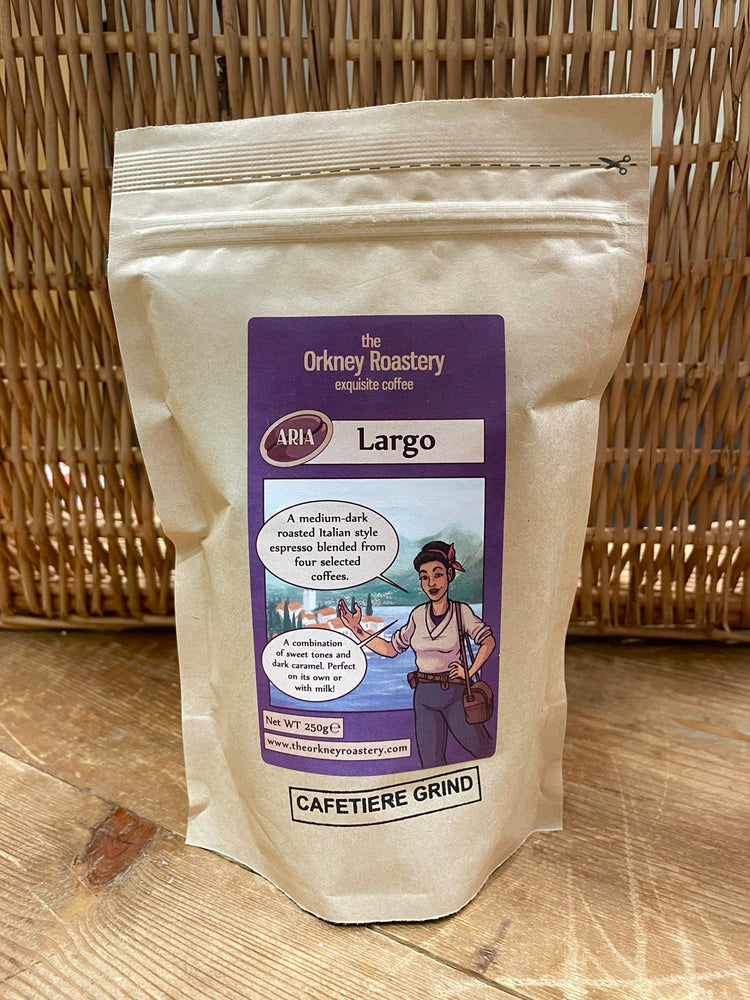 the
Orkney Roastery
exquisite coffee
ARIA
Largo
A medium-dark
roasted Italian style
espresso blended from
four selected
coffees.
A combination
of sweet tones and
dark caramel. Perfect
on its own or
with milk!
Net WT 250g℮
www.theorkneyroastery.com
CAFETIERE GRIND